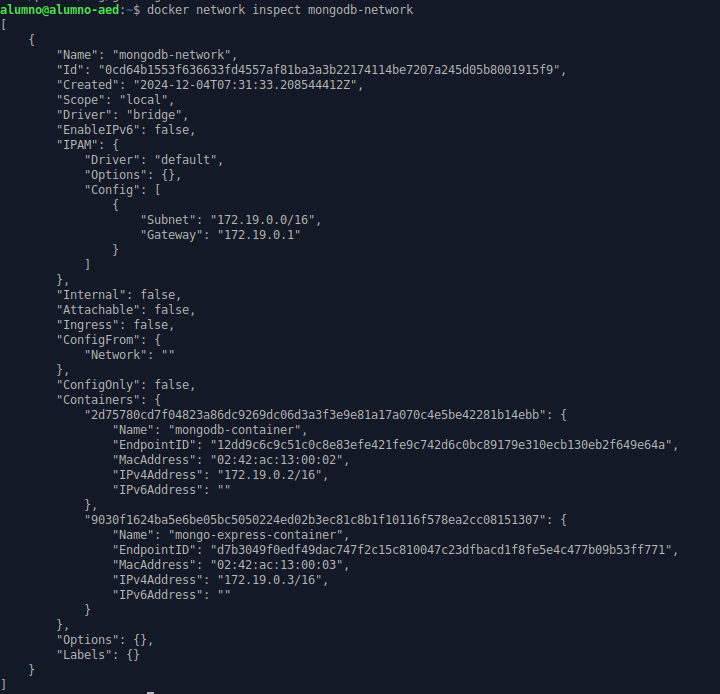 alumno@alumno-aed:~$ docker network inspect mongodb-network
[
    {
        "Name": "mongodb-network",
        "Id": "0cd64b1553f636633fd4557af81ba3a3b22174114be7207a245d05b8001915f9",
        "Created": "2024-12-04T07:31:33.208544412Z",
        "Scope": "local",
        "Driver": "bridge",
        "EnableIPv6": false,
        "IPAM": {
            "Driver": "default",
            "Options": {},
            "Config": [
                {
                    "Subnet": "172.19.0.0/16",
                    "Gateway": "172.19.0.1"
                }
            ]
        },
        "Internal": false,
        "Attachable": false,
        "Ingress": false,
        "ConfigFrom": {
            "Network": ""
        },
        "ConfigOnly": false,
        "Containers": {
            "2d75780cd7f04823a86dc9269dc06d3a3f3e9e81a17a070c4e5be42281b14ebb": {
                "Name": "mongodb-container",
                "EndpointID": "12dd9c6c9c51c0c8e83efe421fe9c742d6c0bc89179e310ecb130eb2f649e64a",
                "MacAddress": "02:42:ac:13:00:02",
                "IPv4Address": "172.19.0.2/16",
                "IPv6Address": ""
            },
            "9030f1624ba5e6be05bc5050224ed02b3ec81c8b1f10116f578ea2cc08151307": {
                "Name": "mongo-express-container",
                "EndpointID": "d7b3049f0edf49dac747f2c15c810047c23dfbacd1f8fe5e4c477b09b53ff771",
                "MacAddress": "02:42:ac:13:00:03",
                "IPv4Address": "172.19.0.3/16",
                "IPv6Address": ""
            }
        },
        "Options": {},
        "Labels": {}
    }
]